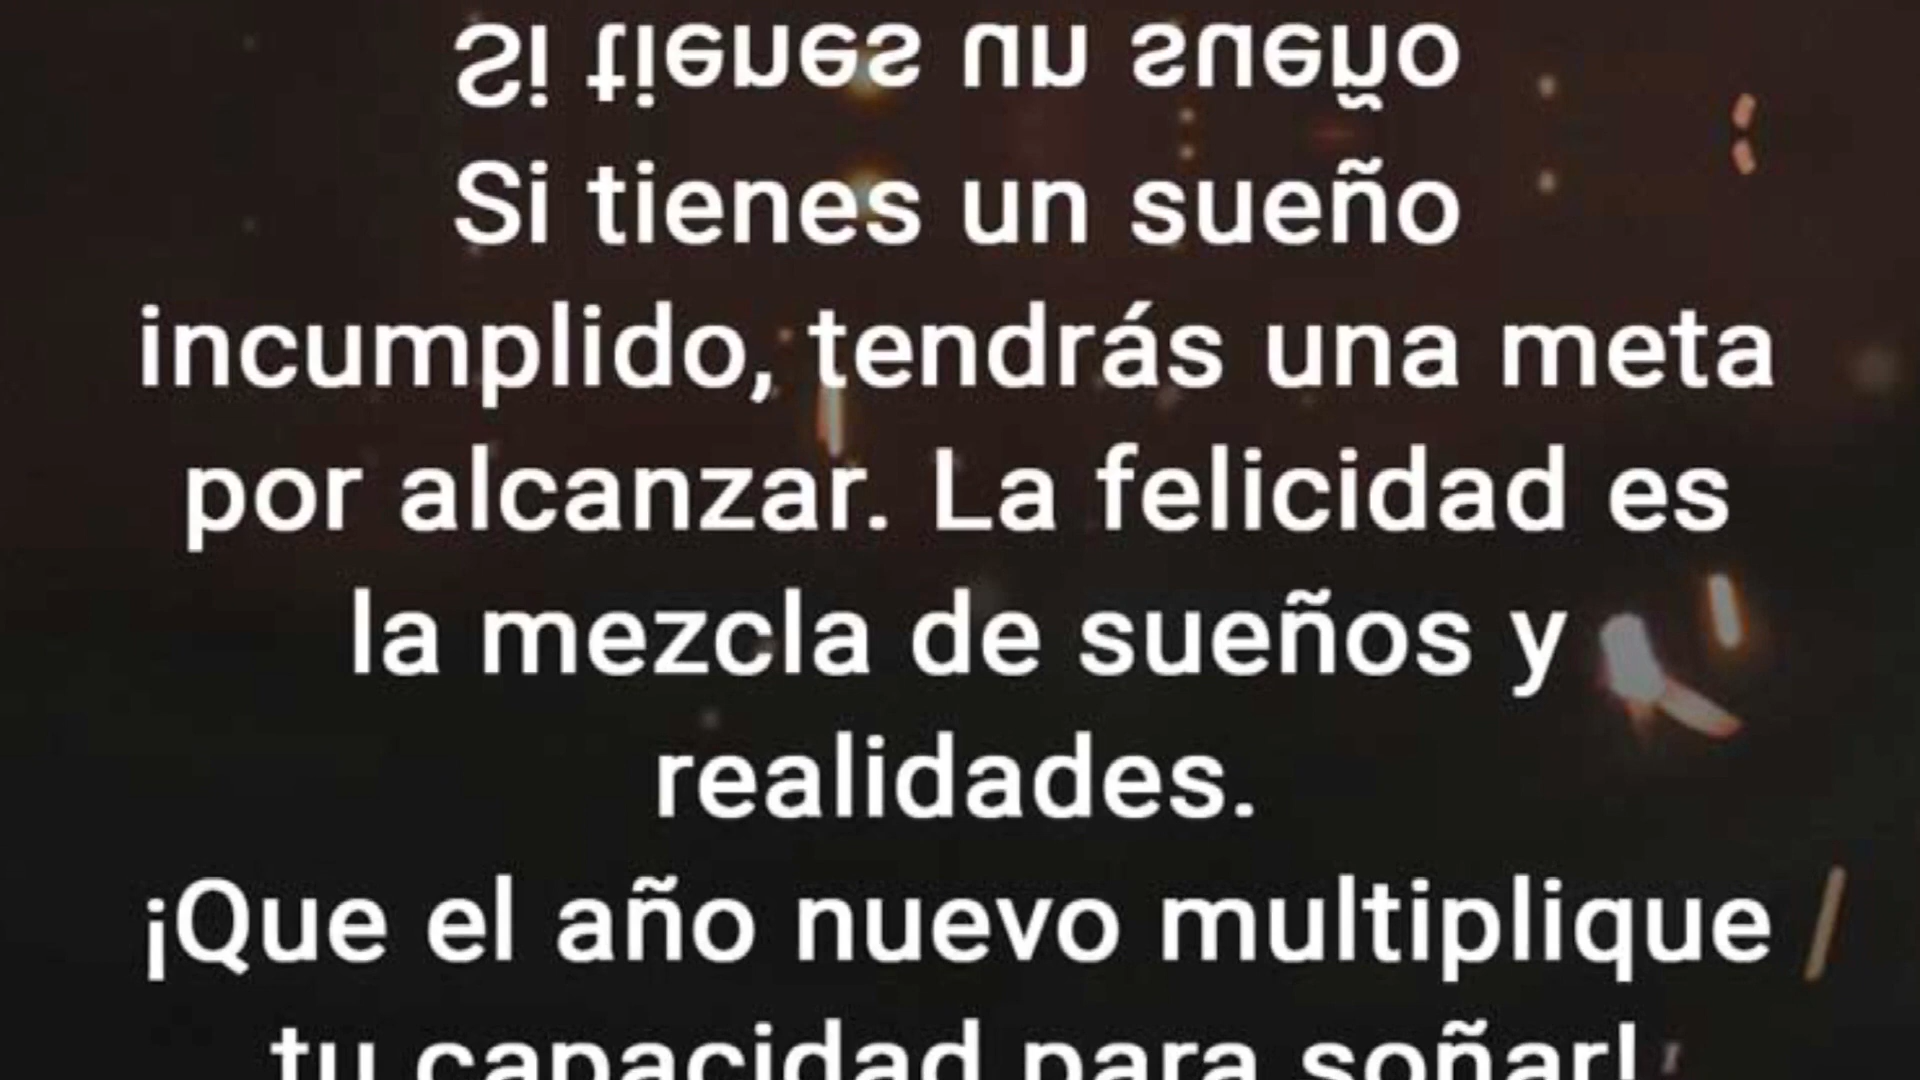 Si tienes un sueño
Si tienes un sueño
incumplido, tendrás una meta
por alcanzar. La felicidad es
la mezcla de sueños y
realidades.
¡Que el año nuevo multiplique
tu capacidad para soñar!